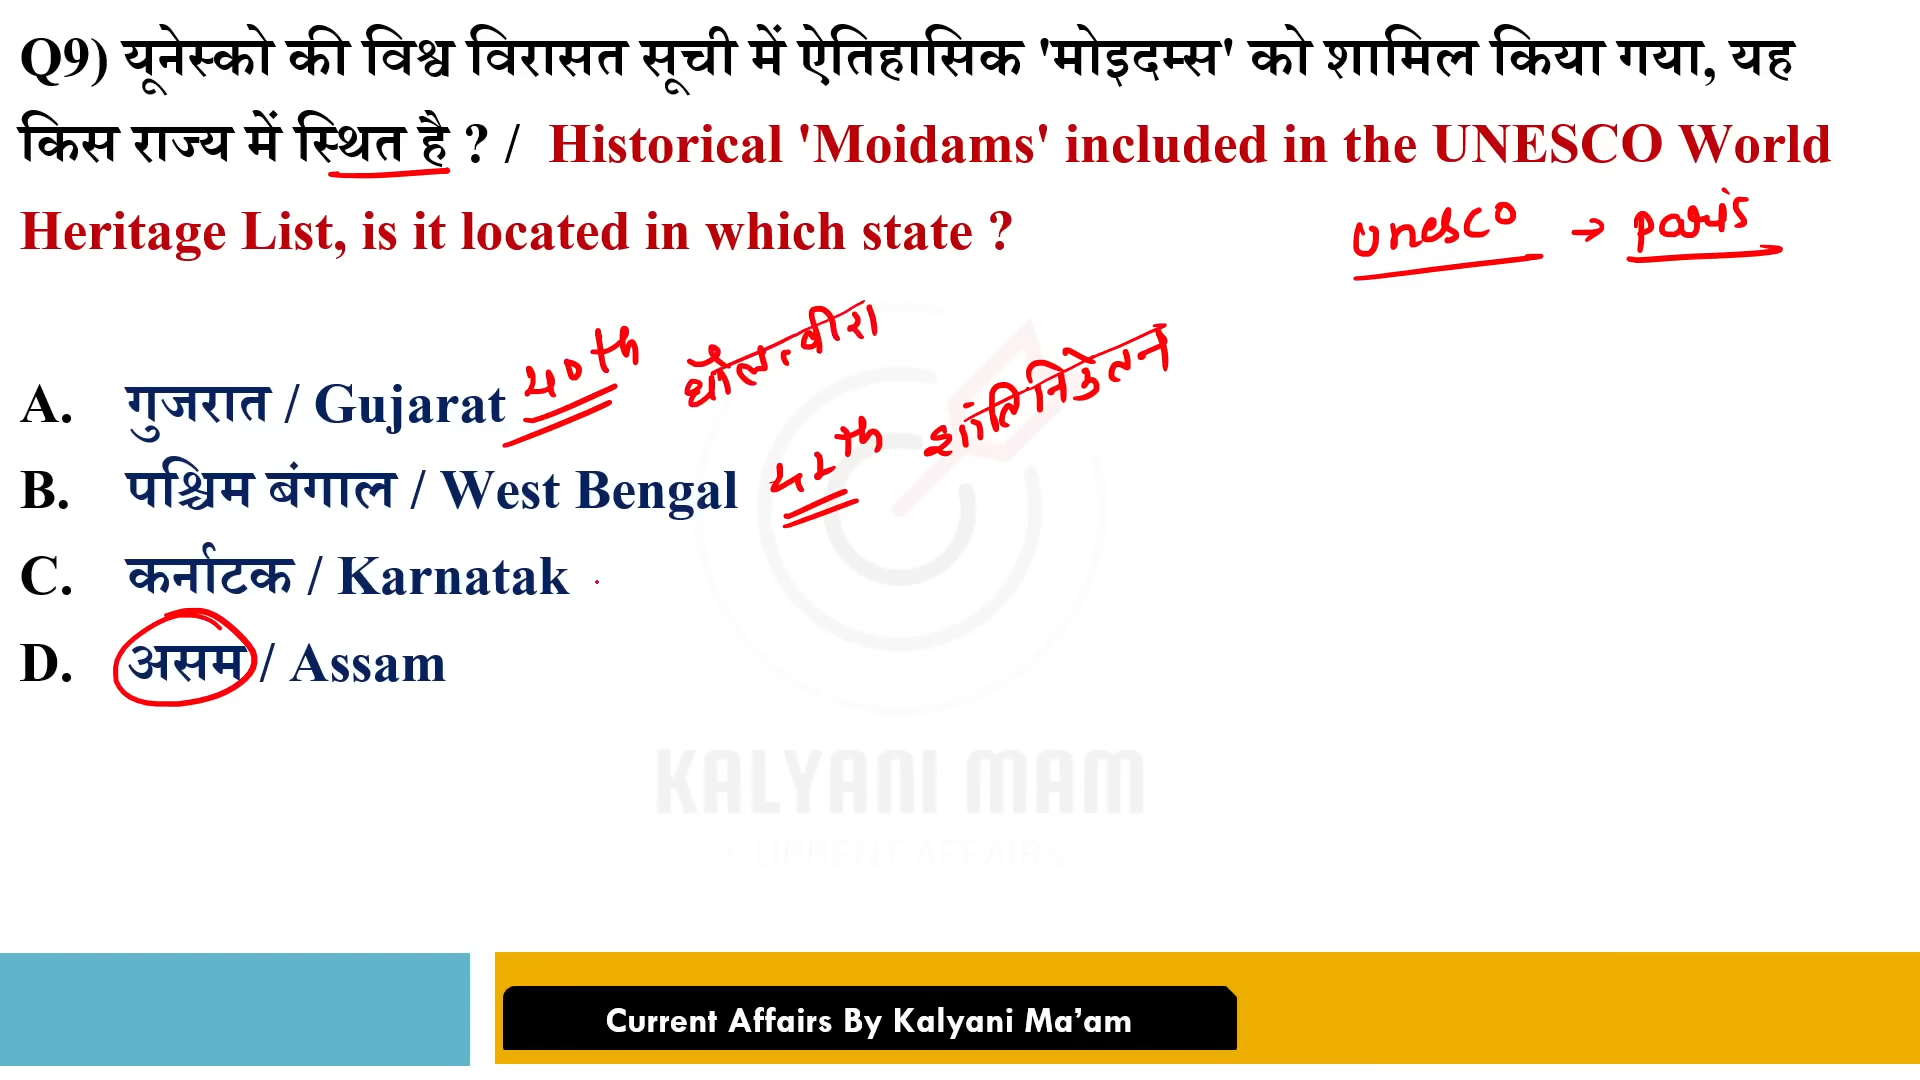 Q9) यूनेस्को की विश्व विरासत सूची में ऐतिहासिक 'मोइदम्स' को शामिल किया गया, यह
किस राज्य में स्थित है ? / Historical 'Moidams' included in the UNESCO World
Heritage List, is it located in which state ?
Unesco → Paris
A. गुजरात / Gujarat 40th धौलावीरा
B. पश्चिम बंगाल / West Bengal 42th शांतिनिकेतन
C. कर्नाटक / Karnatak
D. असम / Assam
KALYANI MAM
CURRENT AFFAIRS
Current Affairs By Kalyani Ma’am